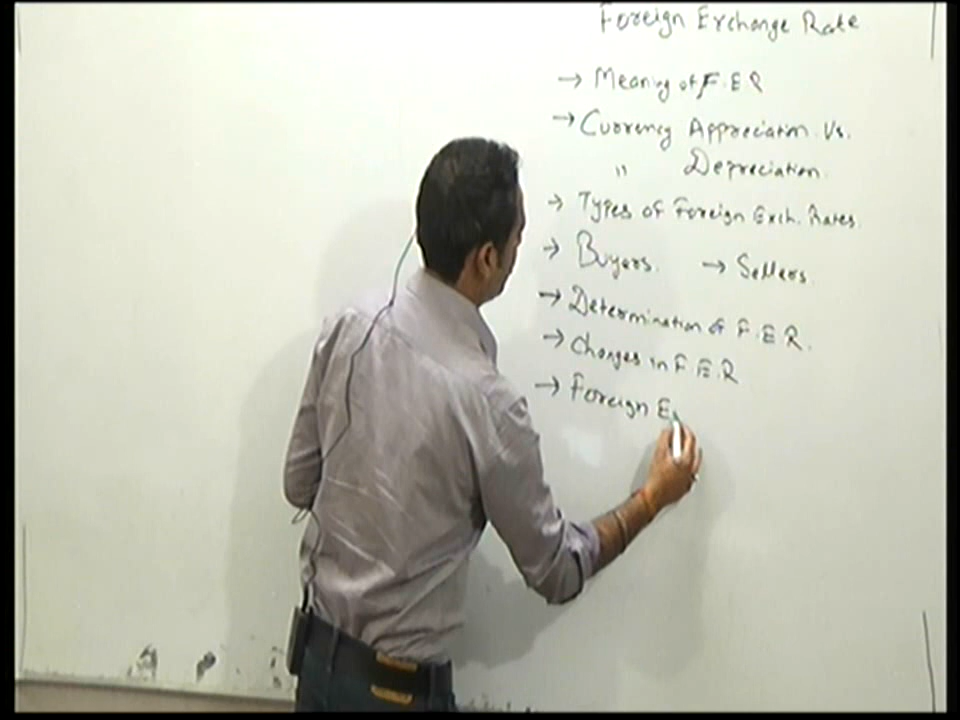 Foreign Exchange Rate
→ Meaning of F.E.R
→ Currency Appreciation Vs.
" Depreciation.
→ Types of Foreign Exch. Rates.
→ Buyers. → Sellers.
→ Determination of F.E.R.
→ Changes in F.E.R
→ Foreign Ex